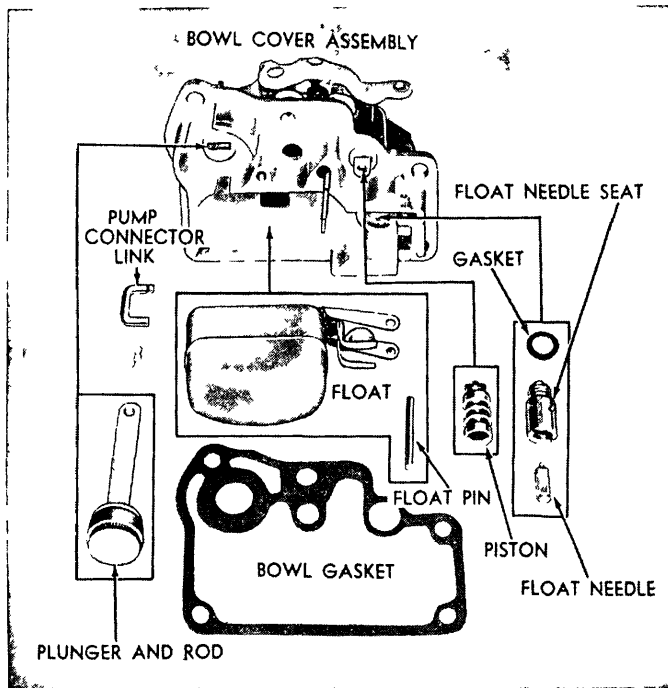 BOWL COVER ASSEMBLY
FLOAT NEEDLE SEAT
PUMP
CONNECTOR
LINK
GASKET
FLOAT
FLOAT PIN
PISTON
FLOAT NEEDLE
BOWL GASKET
PLUNGER AND ROD